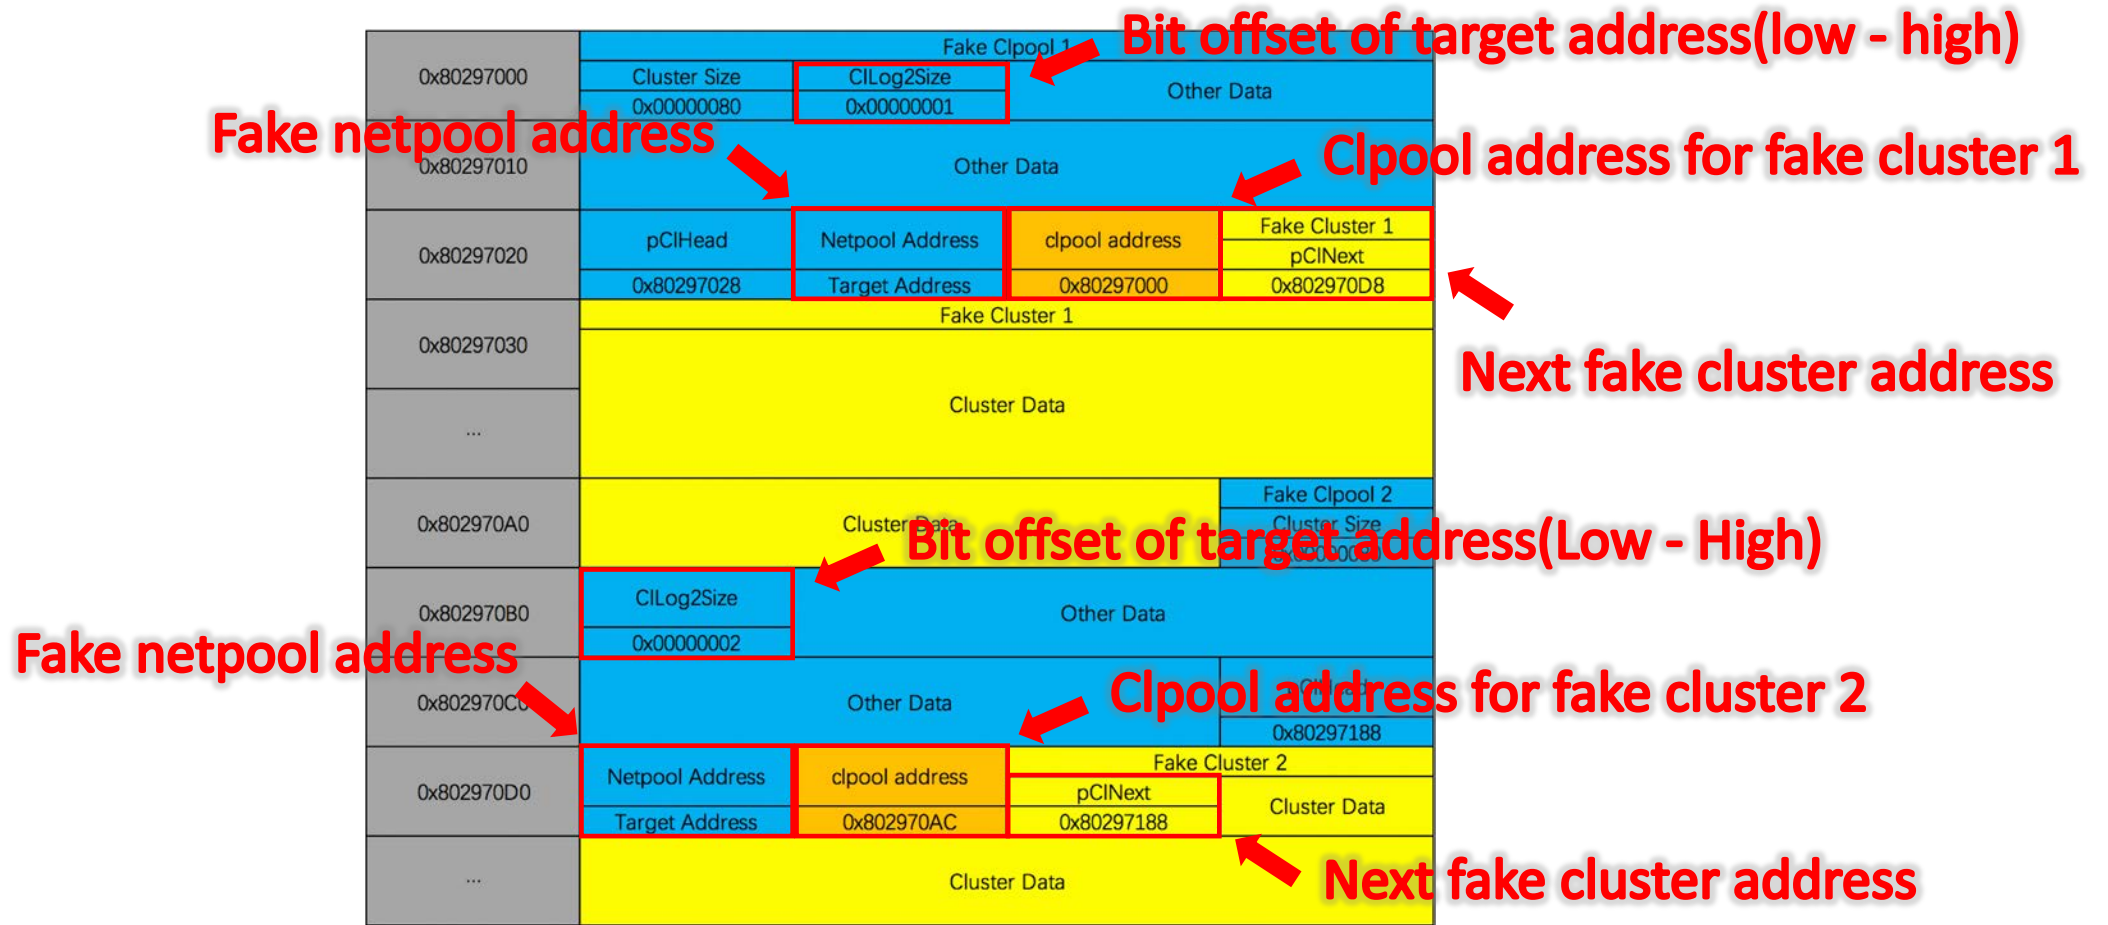 Fake Clpool 1
Bit offset of target address(low - high)
0x80297000
Cluster Size
ClLog2Size
Other Data
0x00000080
0x00000001
Fake netpool address
Clpool address for fake cluster 1
0x80297010
Other Data
0x80297020
pClHead
Netpool Address
clpool address
Fake Cluster 1
pClNext
0x80297028
Target Address
0x80297000
0x802970D8
Fake Cluster 1
0x80297030
Next fake cluster address
Cluster Data
...
Fake Clpool 2
0x802970A0
Cluster Data
Cluster Size
Bit offset of target address(Low - High)
0x802970B0
ClLog2Size
Other Data
0x00000002
Fake netpool address
Clpool address for fake cluster 2
0x802970C0
Other Data
0x80297188
0x802970D0
Netpool Address
clpool address
Fake Cluster 2
pClNext
Cluster Data
Target Address
0x802970AC
0x80297188
...
Cluster Data
Next fake cluster address